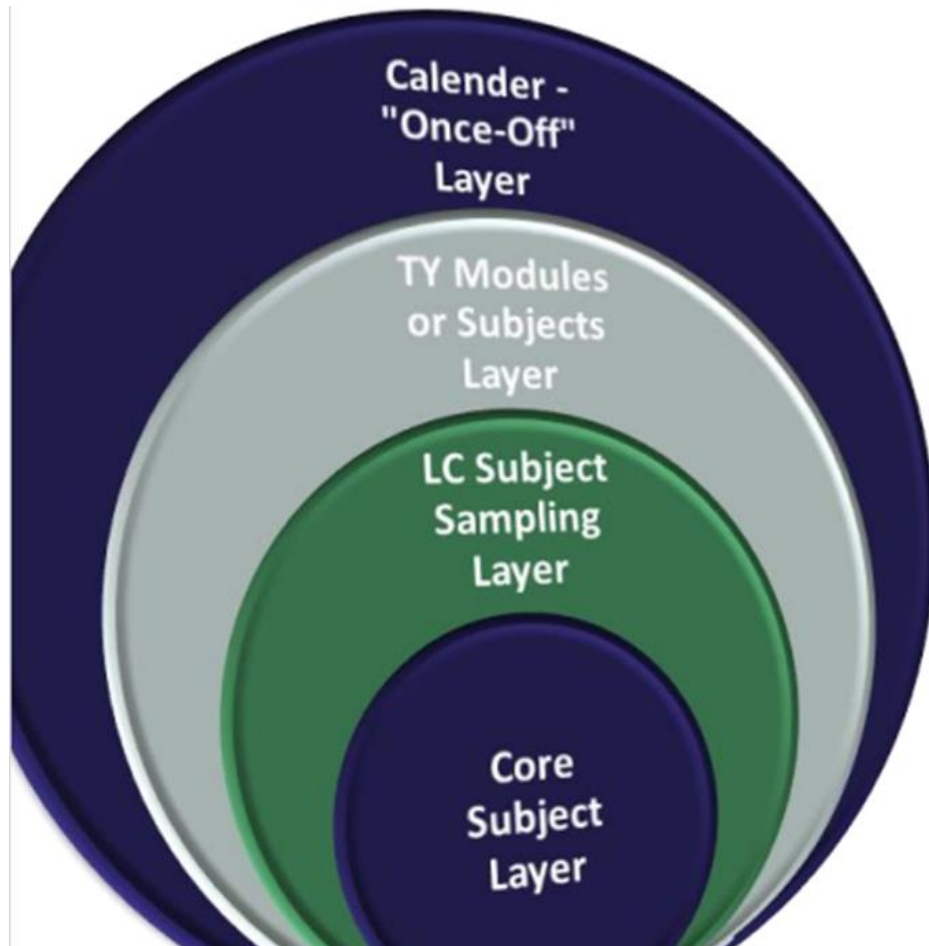 Calender -
"Once-Off"
Layer
TY Modules
or Subjects
Layer
LC Subject
Sampling
Layer
Core
Subject
Layer